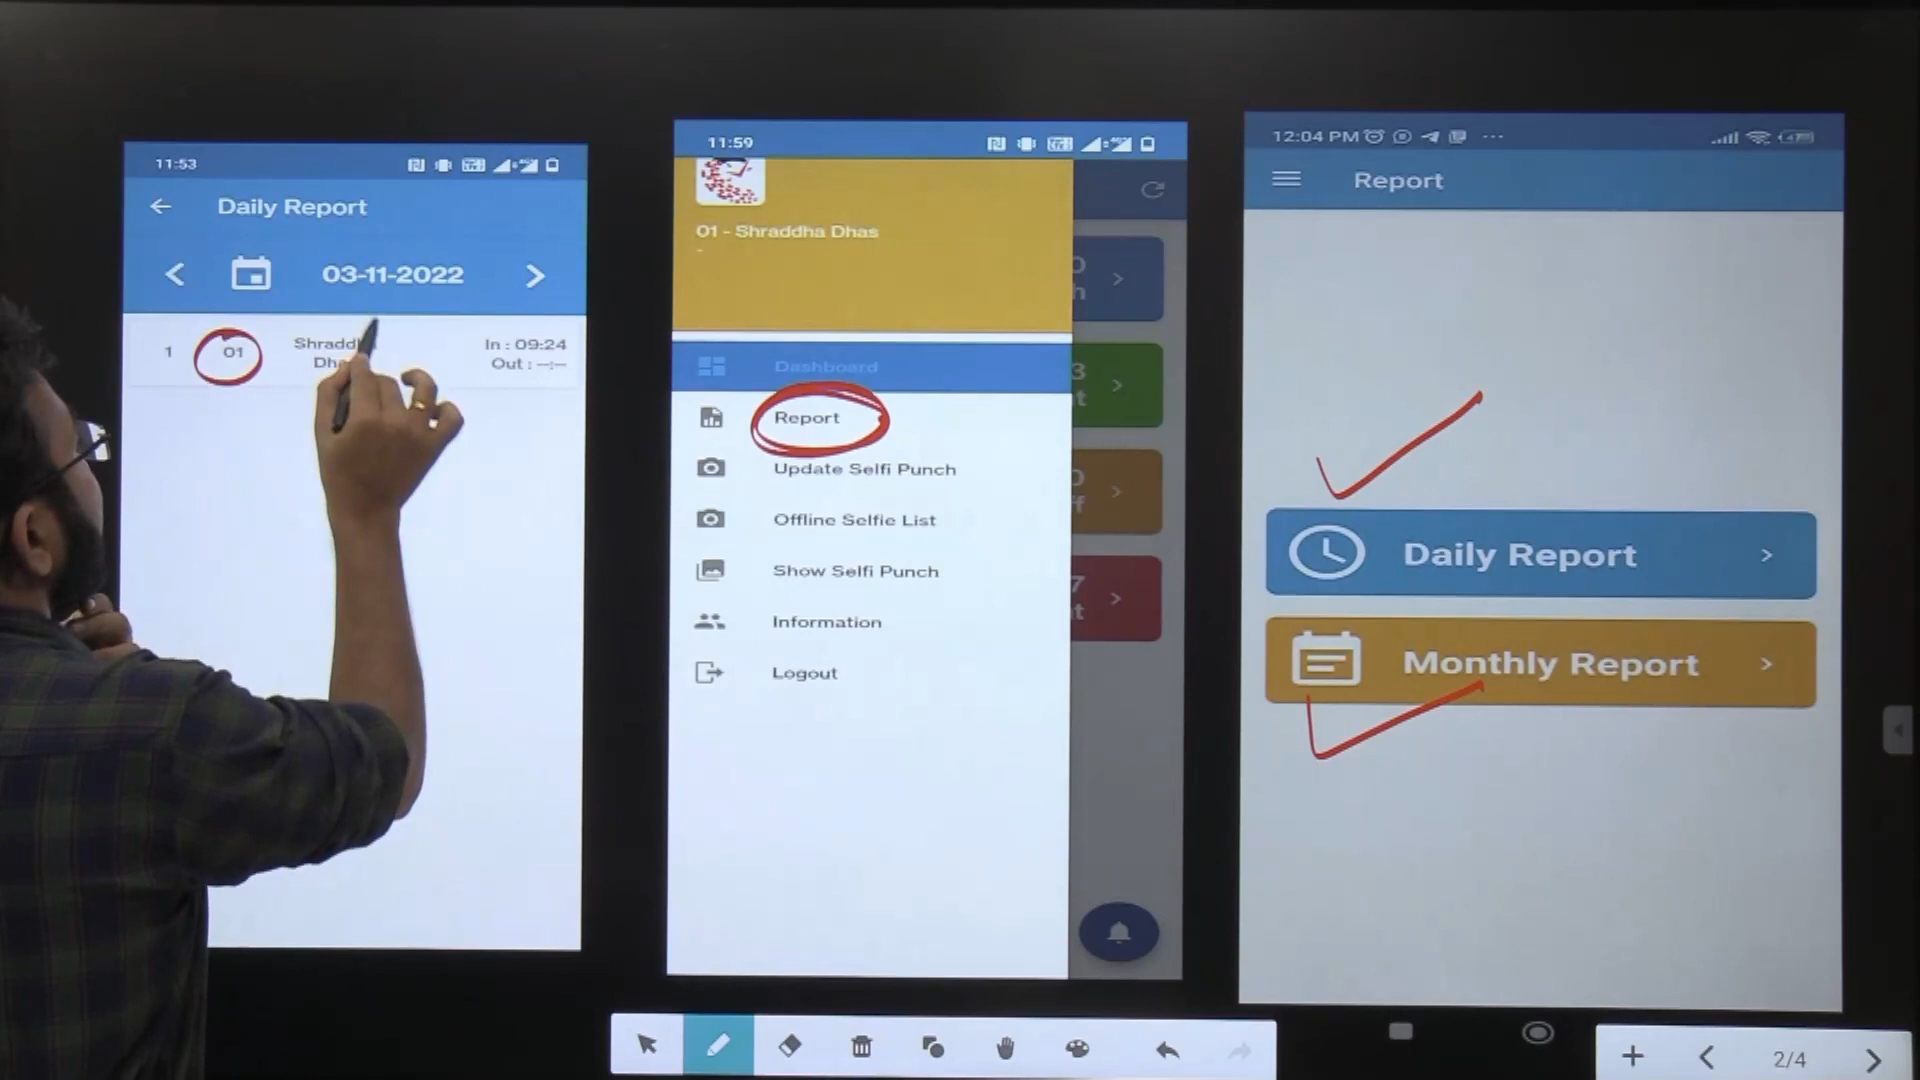 11:53
Daily Report
03-11-2022
1 01 In : 09:24
Out : --:--
11:59
01 - Shraddha Dhas
-
Dashboard
Report
Update Selfi Punch
Offline Selfie List
Show Selfi Punch
Information
Logout
12:04 PM
Report
Daily Report
Monthly Report
2/4